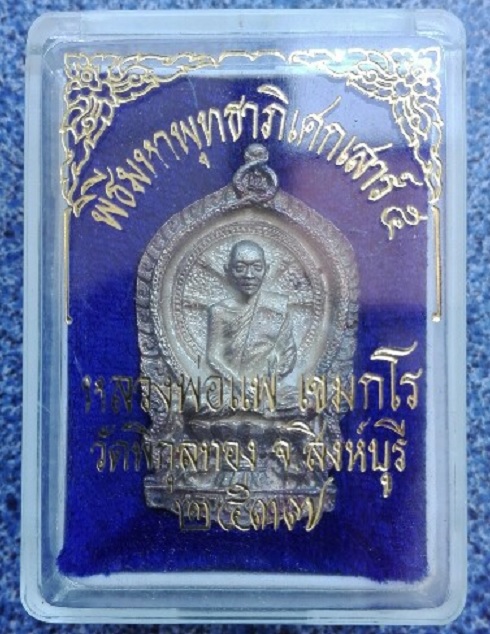 พิธีมหาพุทธาภิเศกเสาร์ ๕
หลวงพ่อแพ เขมงฺกโร
วัดพิกุลทอง จ.สิงห์บุรี